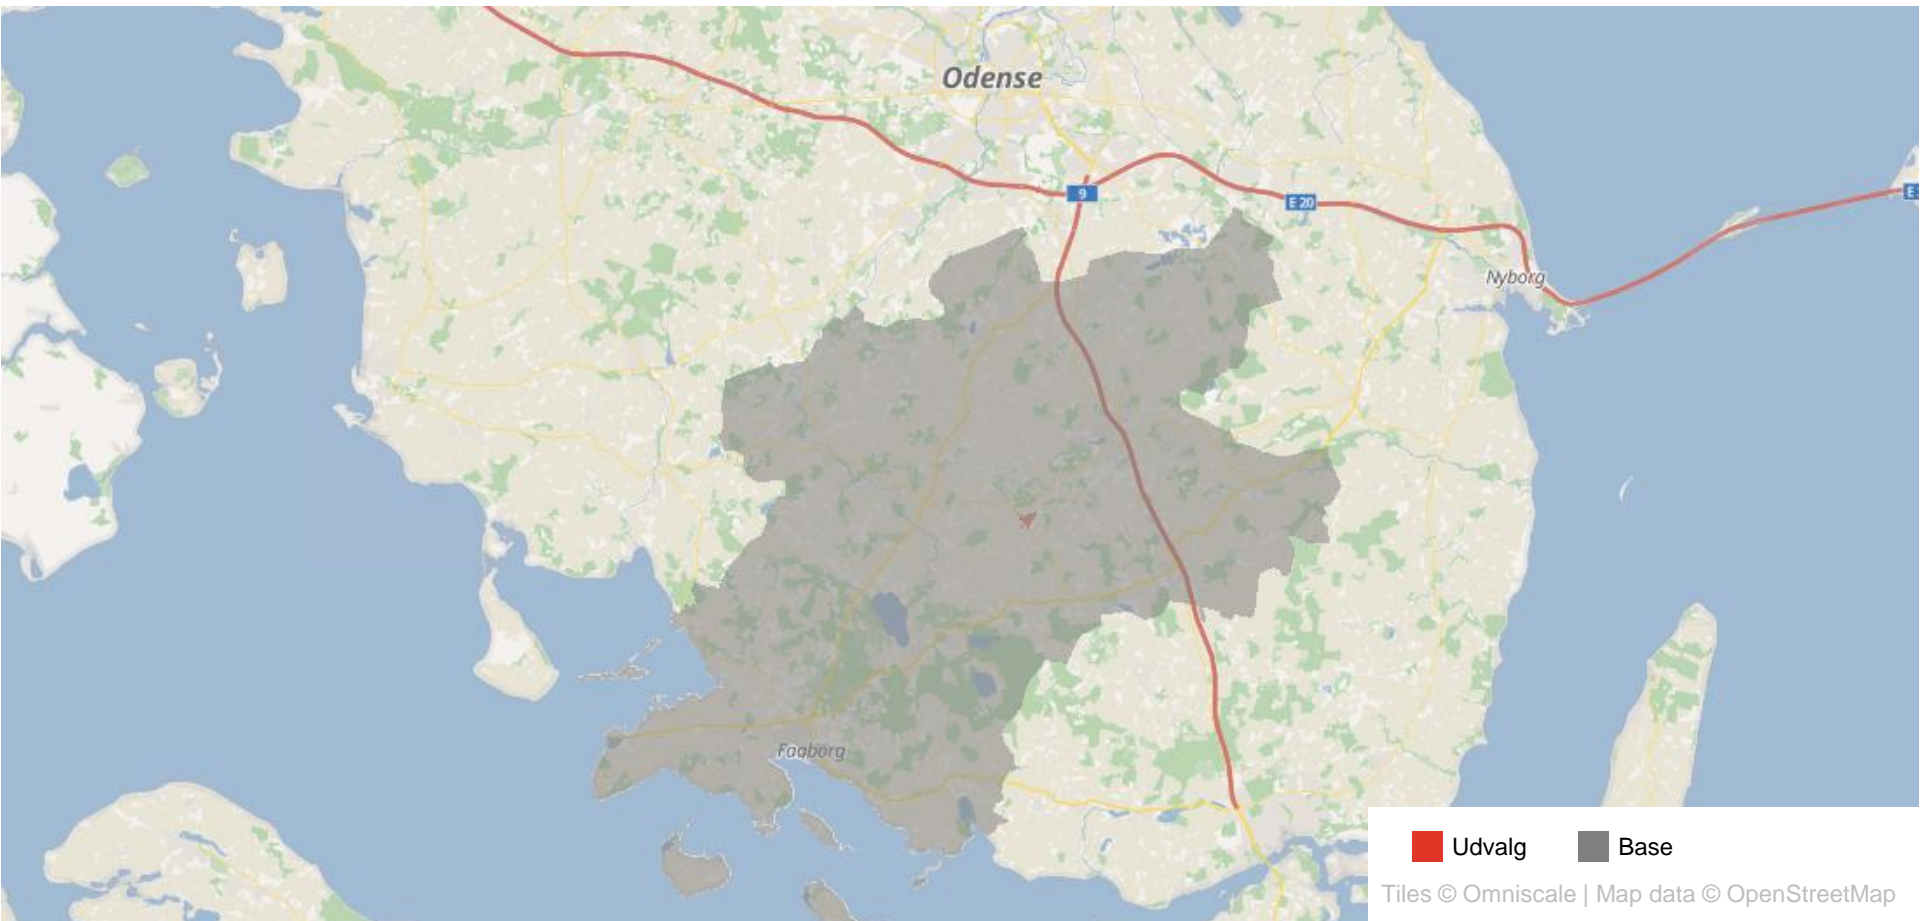 Odense
9
E 20
E
Nyborg
Faaborg
Udvalg
Base
Tiles © Omniscale | Map data © OpenStreetMap